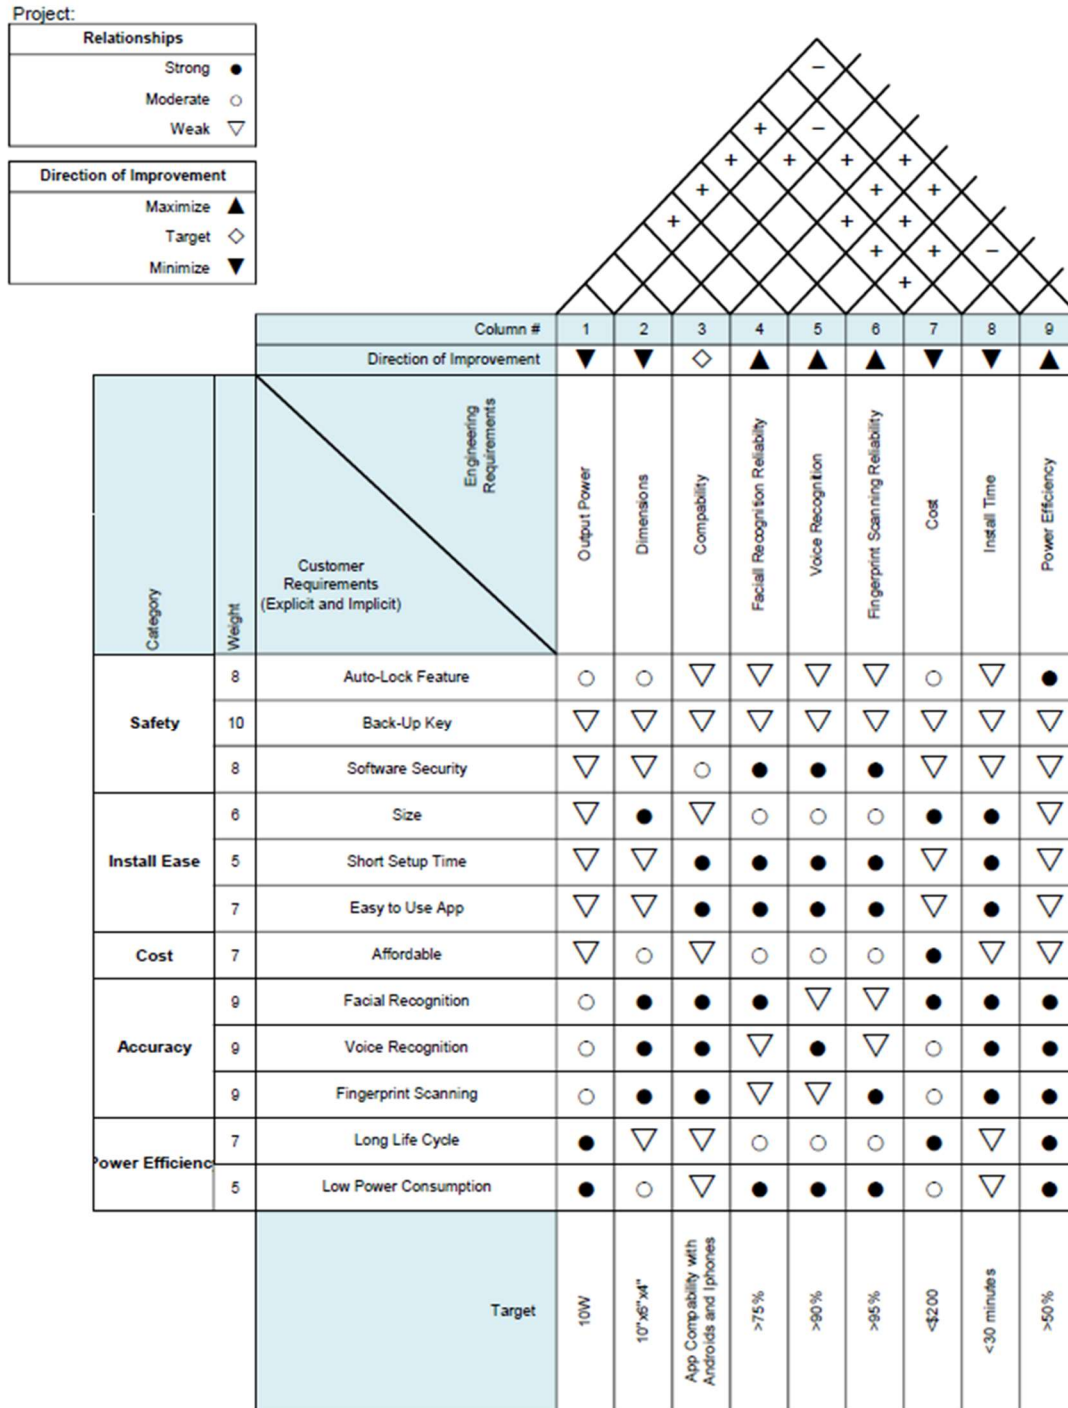 Project:
Relationships
Strong ●
Moderate ○
Weak ▽
Direction of Improvement
Maximize ▲
Target ◇
Minimize ▼
−
+ −
+ + + +
+ + +
+ + +
+ + −
+
Column # 1 2 3 4 5 6 7 8 9
Direction of Improvement ▼ ▼ ◇ ▲ ▲ ▲ ▼ ▼ ▲
Category
Weight
Customer
Requirements
(Explicit and Implicit)
Engineering
Requirements
Output Power
Dimensions
Compability
Faciall Recognition Reliabilty
Voice Recognition
Fingerprint Scanning Reliability
Cost
Install Time
Power Efficiency
Safety
8 Auto-Lock Feature ○ ○ ▽ ▽ ▽ ▽ ○ ▽ ●
10 Back-Up Key ▽ ▽ ▽ ▽ ▽ ▽ ▽ ▽ ▽
8 Software Security ▽ ▽ ○ ● ● ● ▽ ▽ ▽
Install Ease
6 Size ▽ ● ▽ ○ ○ ○ ● ● ▽
5 Short Setup Time ▽ ▽ ● ● ● ● ▽ ● ▽
7 Easy to Use App ▽ ▽ ● ● ● ● ▽ ● ▽
Cost
7 Affordable ▽ ○ ▽ ○ ○ ○ ● ▽ ▽
Accuracy
9 Facial Recognition ○ ● ● ● ▽ ▽ ● ● ●
9 Voice Recognition ○ ● ● ▽ ● ▽ ○ ● ●
9 Fingerprint Scanning ○ ● ● ▽ ▽ ● ○ ● ●
Power Efficienc
7 Long Life Cycle ● ▽ ▽ ○ ○ ○ ● ▽ ●
5 Low Power Consumption ● ○ ▽ ● ● ● ○ ▽ ●
Target
10W
10"x6"x4"
App Compability with
Androids and Iphones
>75%
>90%
>95%
<$200
<30 minutes
>50%